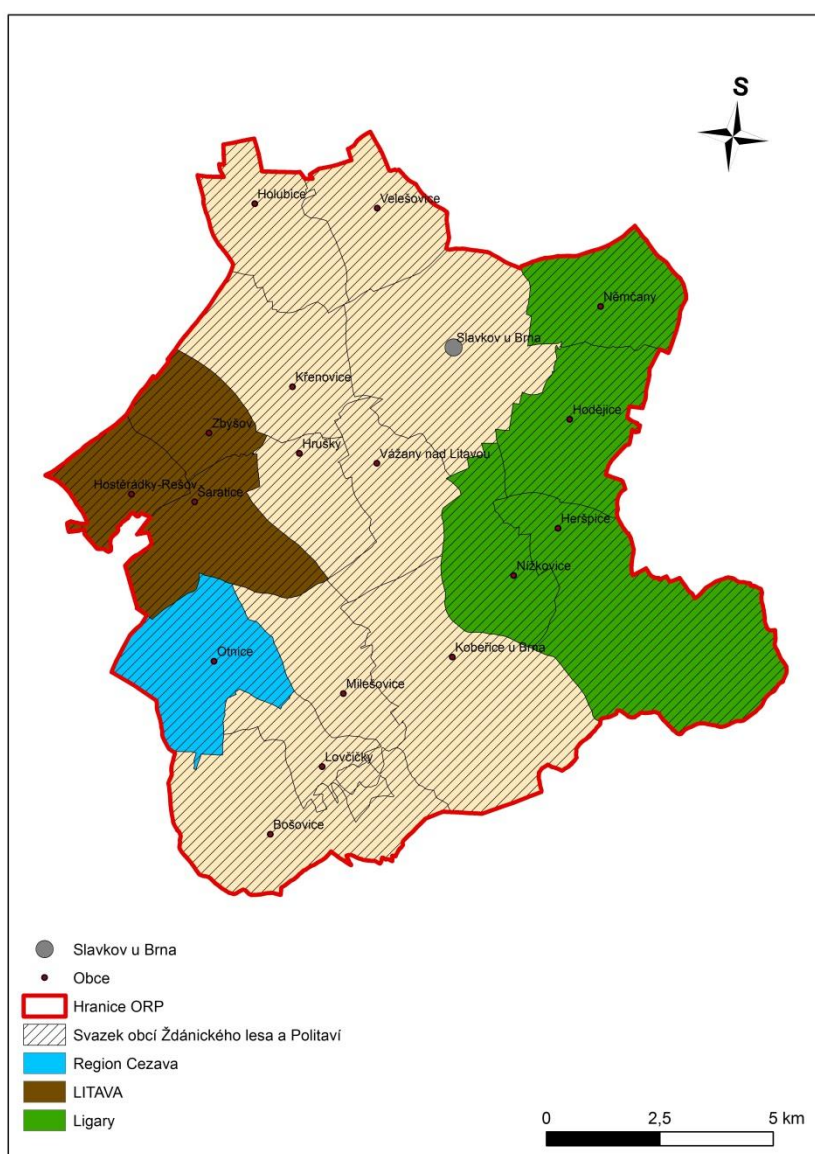 S
Holubice
Velešovice
Němčany
Slavkov u Brna
Křenovice
Hodějice
Zbyšov
Hrušky
Vážany nad Litavou
Hostěrádky-Rešov
Šaratice
Heršpice
Nížkovice
Otnice
Kobeřice u Brna
Milešovice
Lovčičky
Bošovice
Slavkov u Brna
Obce
Hranice ORP
Svazek obcí Ždánického lesa a Politaví
Region Cezava
LITAVA
Ligary
0 2,5 5 km